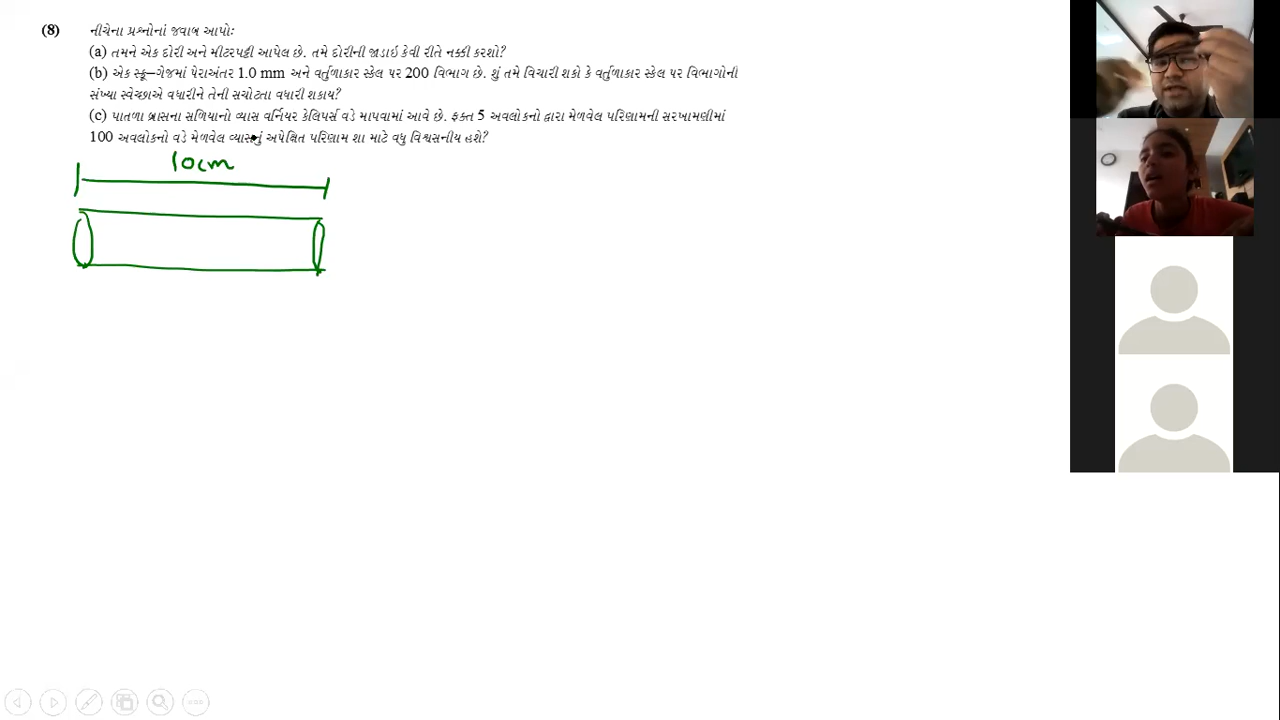 (8) નીચેના પ્રશ્નોનાં જવાબ આપો:
(a) તમને એક દોરી અને મીટરપટ્ટી આપેલ છે. તમે દોરીની જાડાઈ કેવી રીતે નક્કી કરશો?
(b) એક સ્ક્રૂ–ગેજમાં પેરાઅંતર 1.0 mm અને વર્તુળાકાર સ્કેલ પર 200 વિભાગ છે. શું તમે વિચારી શકો કે વર્તુળાકાર સ્કેલ પર વિભાગોની
સંખ્યા સ્વેચ્છાએ વધારીને તેની સચોટતા વધારી શકાય?
(c) પાતળા બ્રાસના સળિયાનો વ્યાસ વર્નિયર કેલિપર્સ વડે માપવામાં આવે છે. ફક્ત 5 અવલોકનો દ્વારા મેળવેલ પરિણામની સરખામણીમાં
100 અવલોકનો વડે મેળવેલ વ્યાસનું અપેક્ષિત પરિણામ શા માટે વધુ વિશ્વસનીય હશે?
10cm